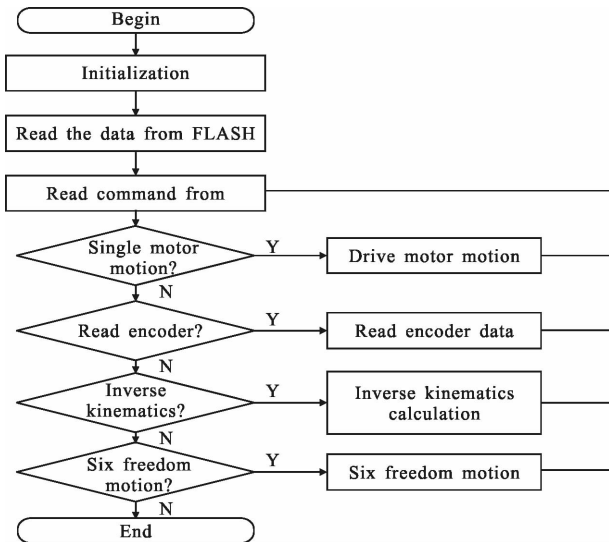 Begin
Initialization
Read the data from FLASH
Read command from
Single motor
motion?
Y
Drive motor motion
N
Read encoder?
Y
Read encoder data
N
Inverse
kinematics?
Y
Inverse kinematics
calculation
N
Six freedom
motion?
Y
Six freedom motion
N
End